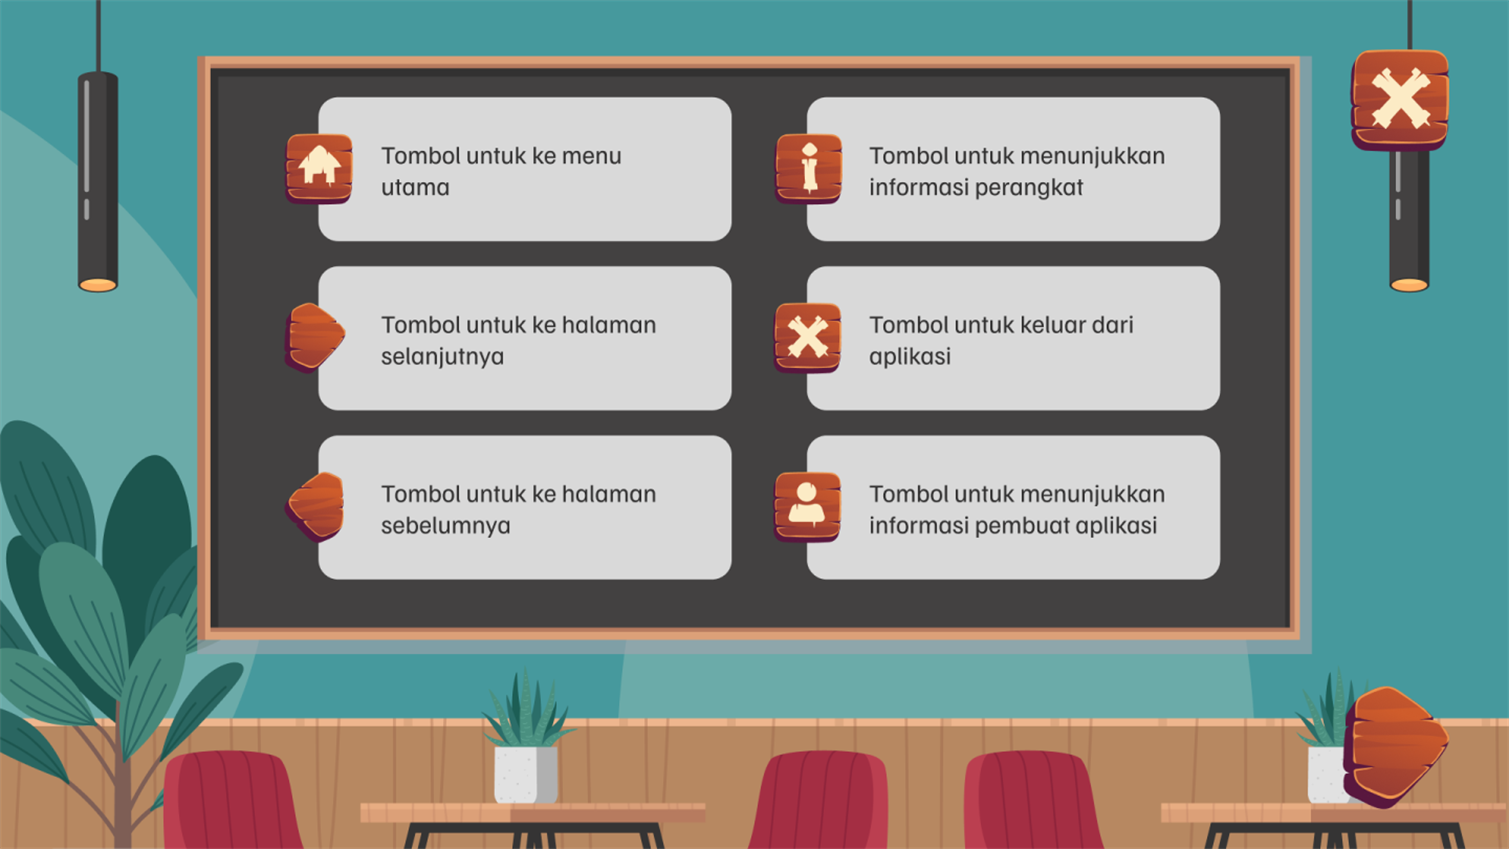 Tombol untuk ke menu
utama
Tombol untuk menunjukkan
informasi perangkat
Tombol untuk ke halaman
selanjutnya
Tombol untuk keluar dari
aplikasi
Tombol untuk ke halaman
sebelumnya
Tombol untuk menunjukkan
informasi pembuat aplikasi